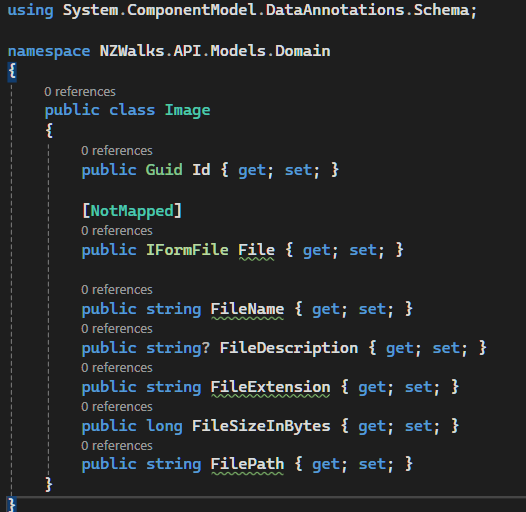 using System.ComponentModel.DataAnnotations.Schema;
namespace NZWalks.API.Models.Domain
{
0 references
public class Image
{
0 references
public Guid Id { get; set; }
[NotMapped]
0 references
public IFormFile File { get; set; }
0 references
public string FileName { get; set; }
0 references
public string? FileDescription { get; set; }
0 references
public string FileExtension { get; set; }
0 references
public long FileSizeInBytes { get; set; }
0 references
public string FilePath { get; set; }
}
}